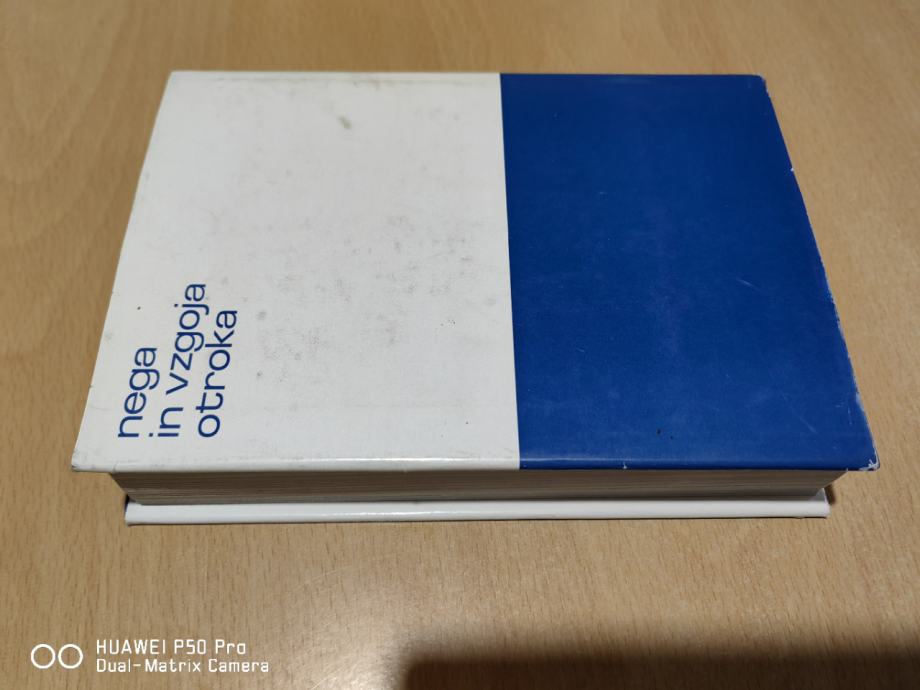 nega
in vzgoja
otroka
HUAWEI P50 Pro
Dual-Matrix Camera